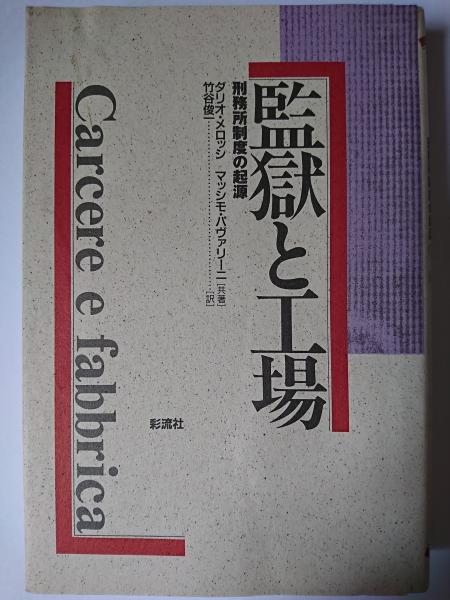 監獄と工場
刑務所制度の起源
ダリオ・メロッシ マッシモ・パヴァリーニ［共著］
竹谷俊一……………………［訳］
Carcere e fabbrica
彩流社